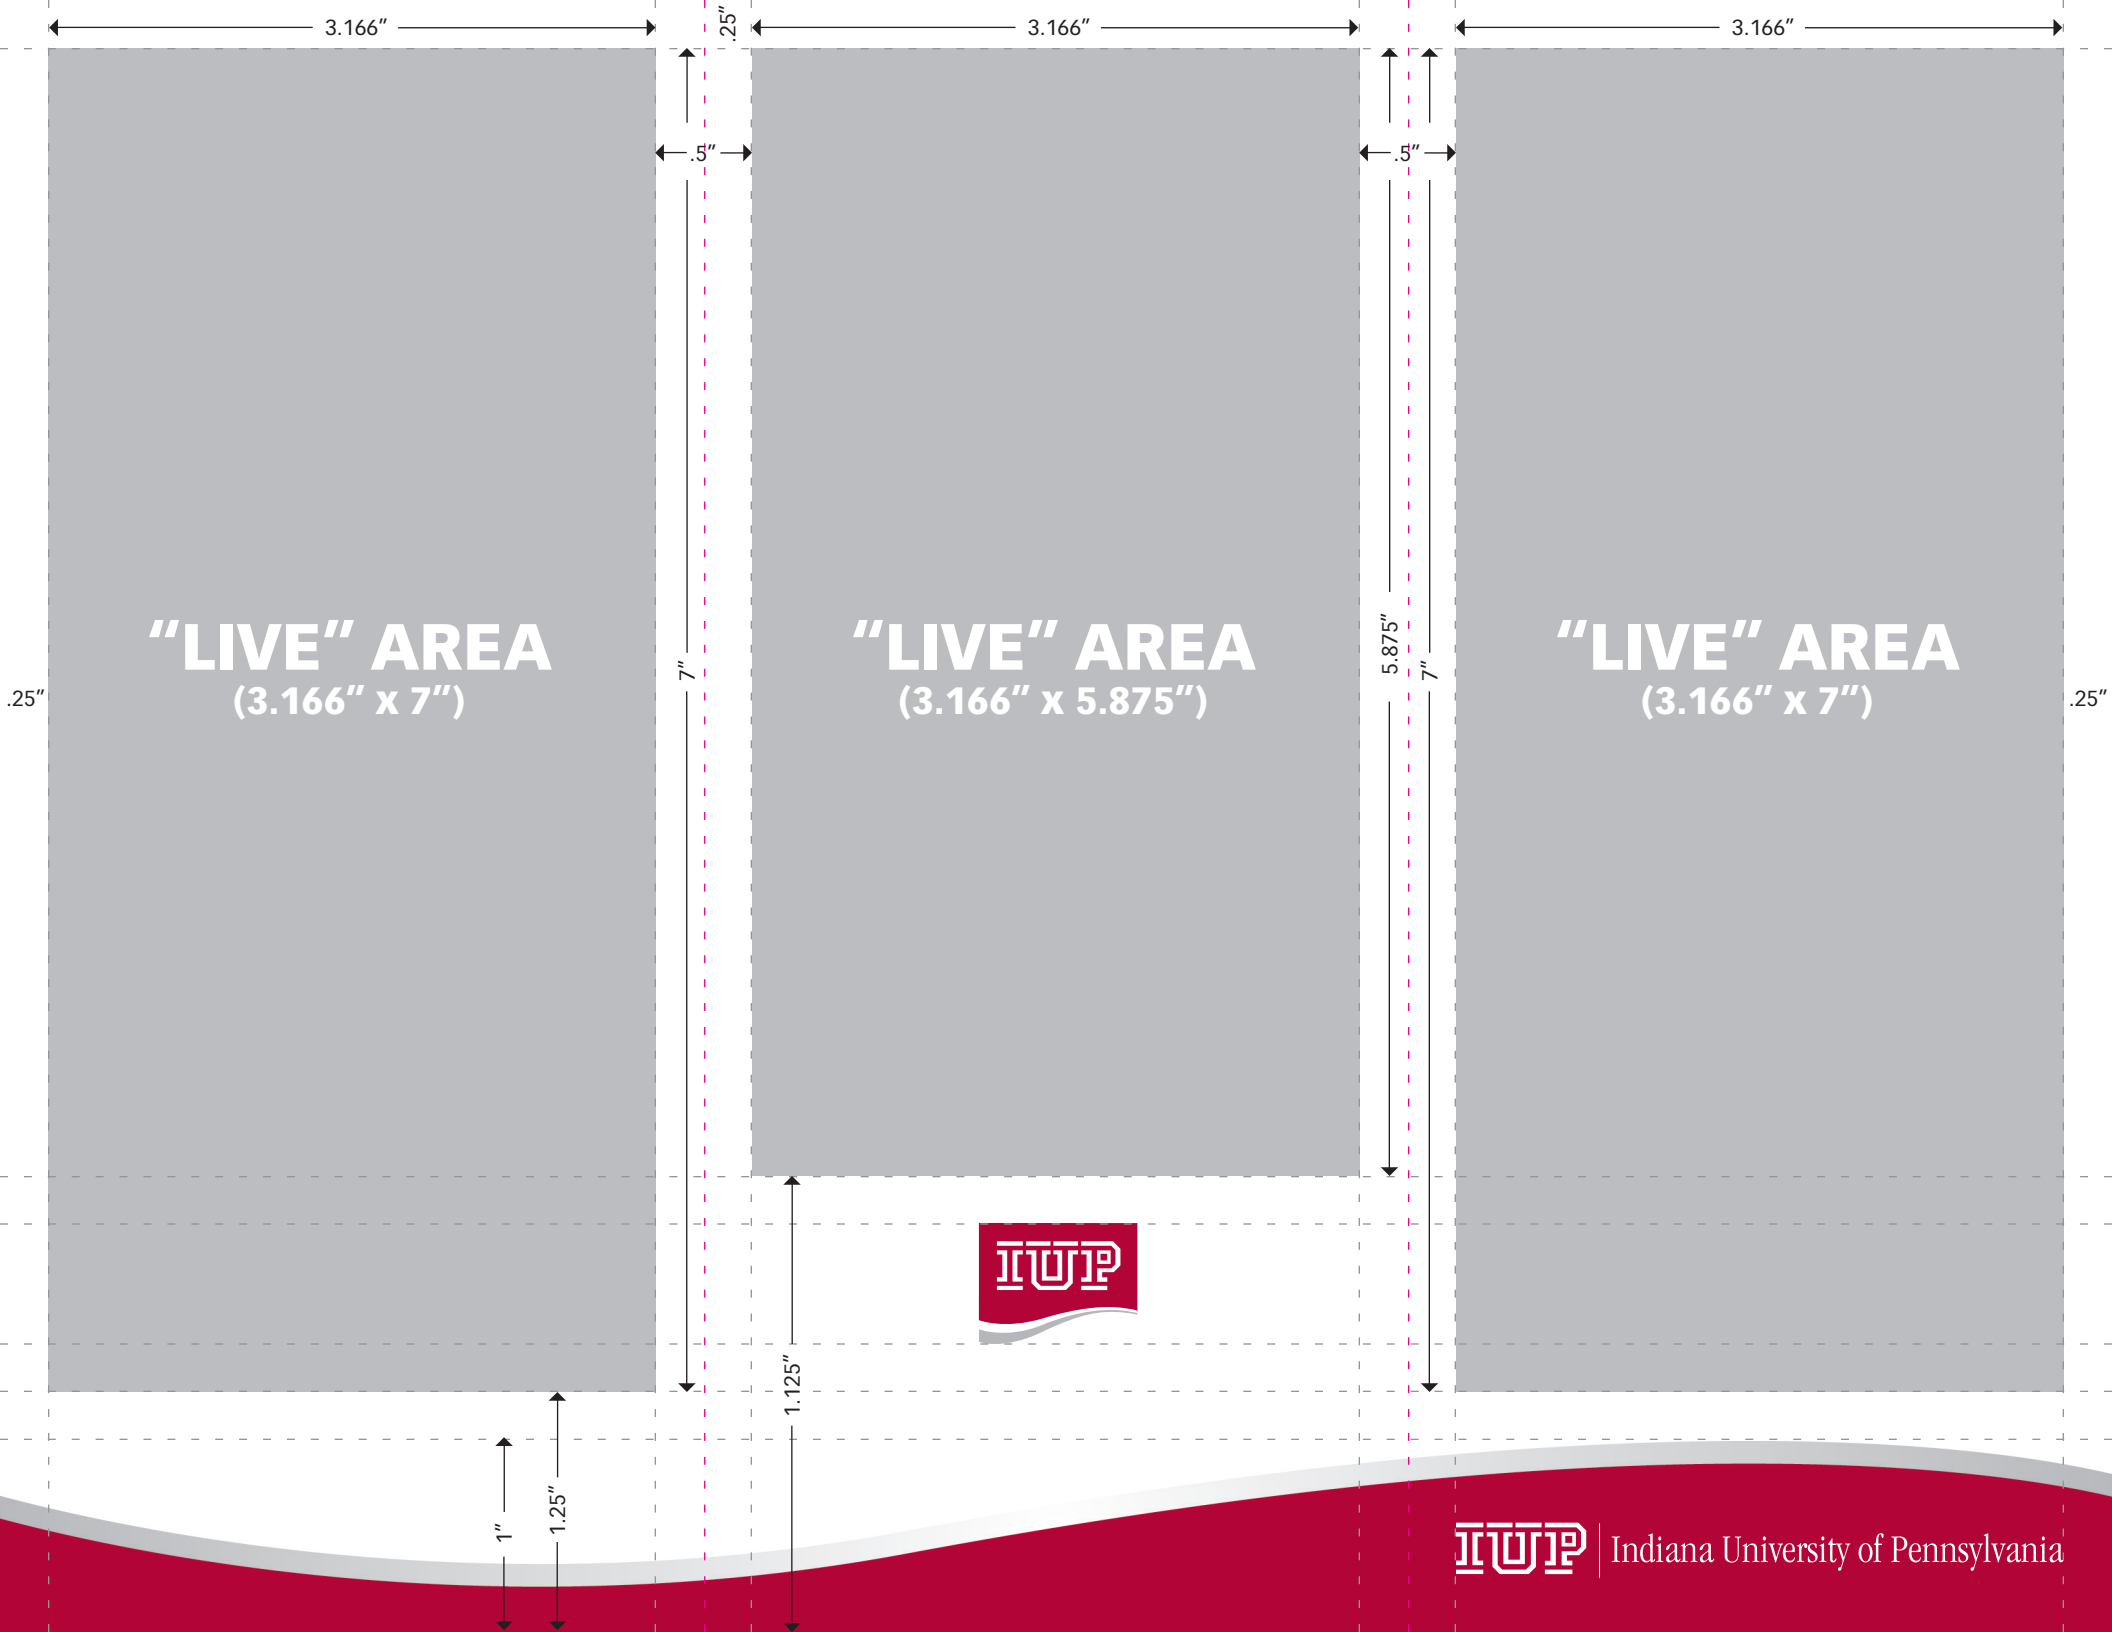 3.166″
.25″
3.166″
3.166″
.5″
.5″
"LIVE" AREA
(3.166" x 7")
"LIVE" AREA
(3.166" x 5.875")
"LIVE" AREA
(3.166" x 7")
.25″
7″
5.875″
7″
.25″
IUP
1.125″
1″
1.25″
IUP
Indiana University of Pennsylvania